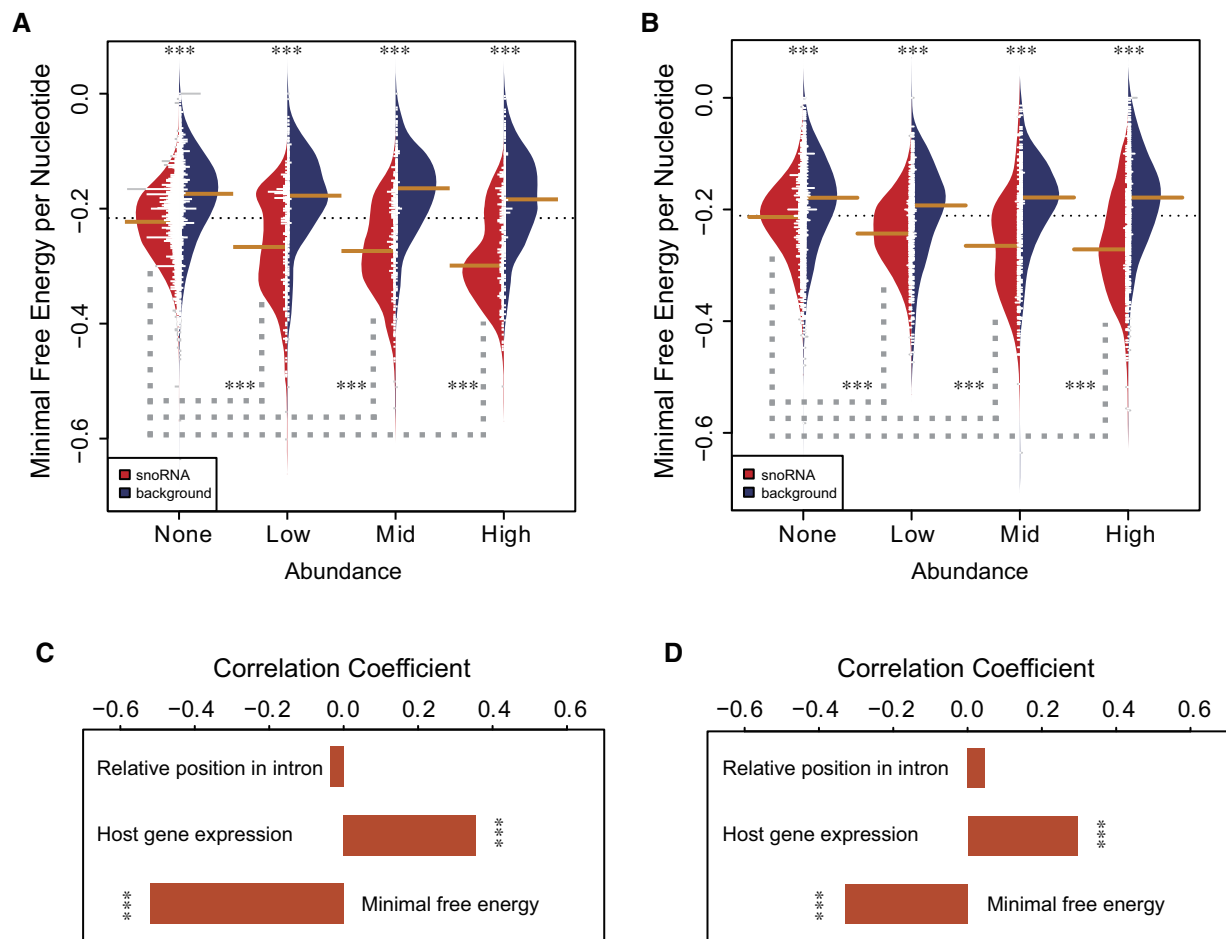 A
Minimal Free Energy per Nucleotide
0.0
−0.2
−0.4
−0.6
*** *** *** ***
*** *** ***
snoRNA
background
None Low Mid High
Abundance
B
Minimal Free Energy per Nucleotide
0.0
−0.2
−0.4
−0.6
*** *** *** ***
*** *** ***
snoRNA
background
None Low Mid High
Abundance
C
Correlation Coefficient
−0.6 −0.4 −0.2 0.0 0.2 0.4 0.6
Relative position in intron
Host gene expression ***
*** Minimal free energy
D
Correlation Coefficient
−0.6 −0.4 −0.2 0.0 0.2 0.4 0.6
Relative position in intron
Host gene expression ***
*** Minimal free energy